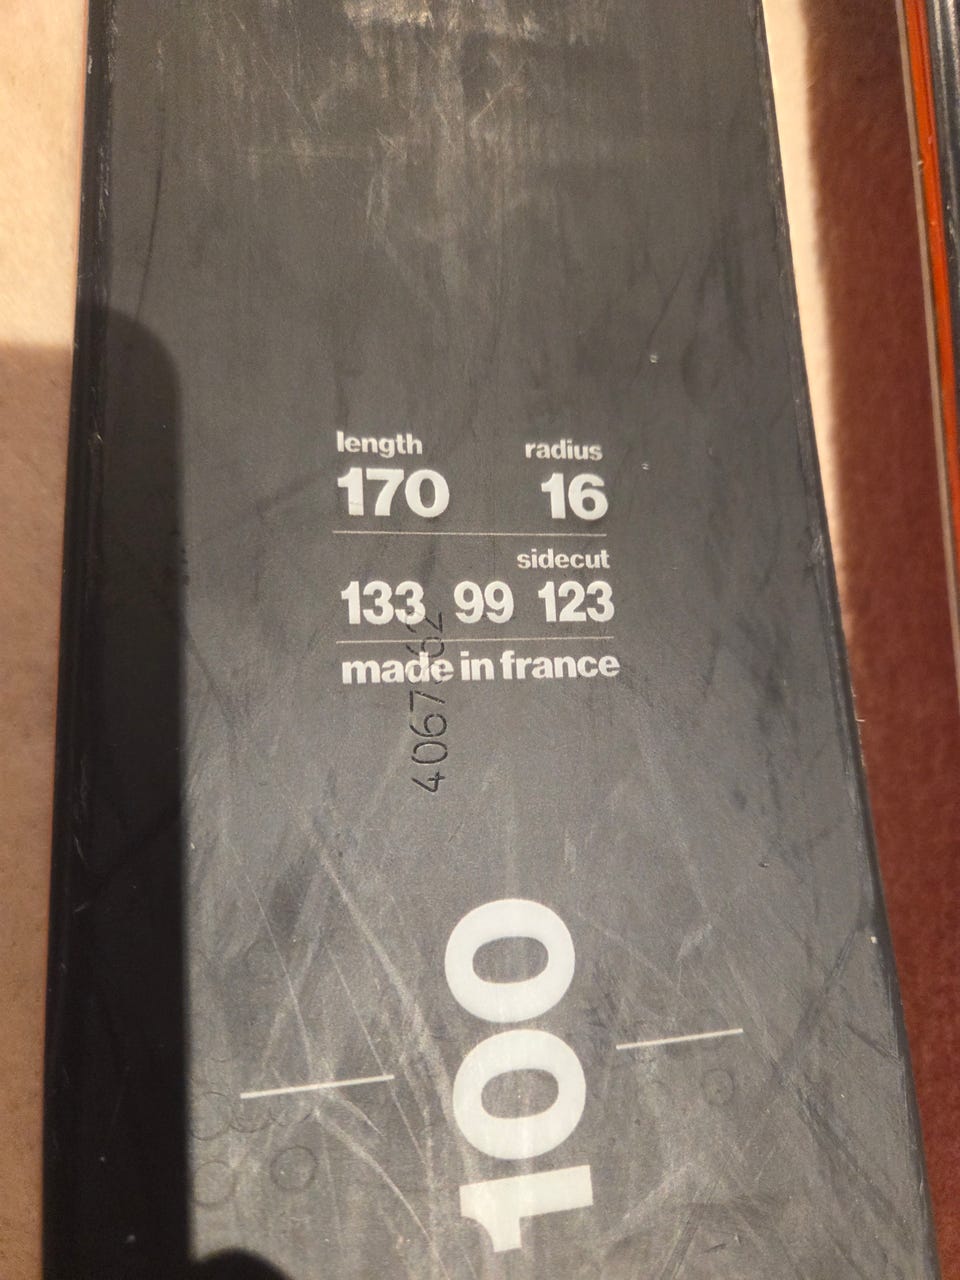 length radius
170 16
sidecut
133 99 123
made in france
100